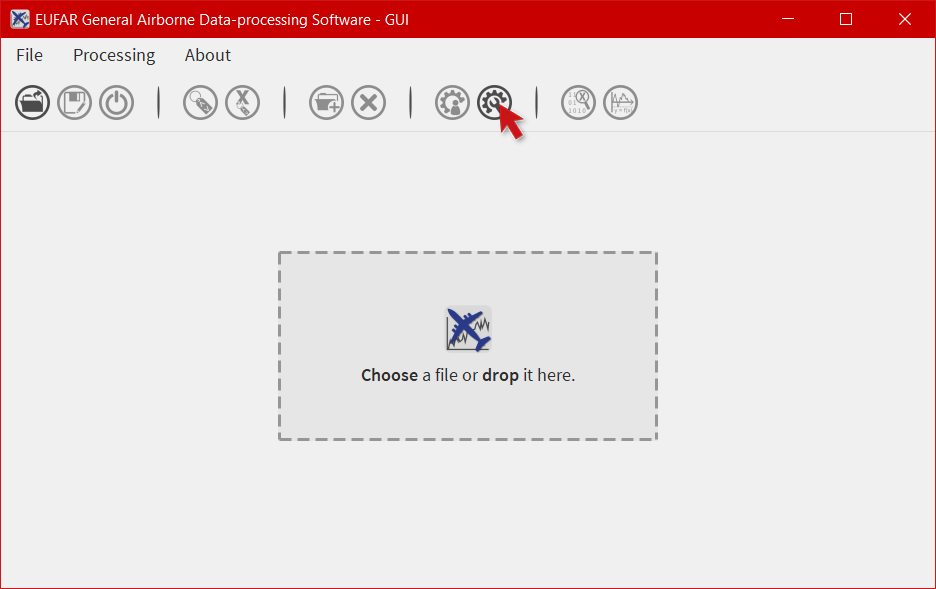 EUFAR General Airborne Data-processing Software - GUI
File Processing About
Choose a file or drop it here.